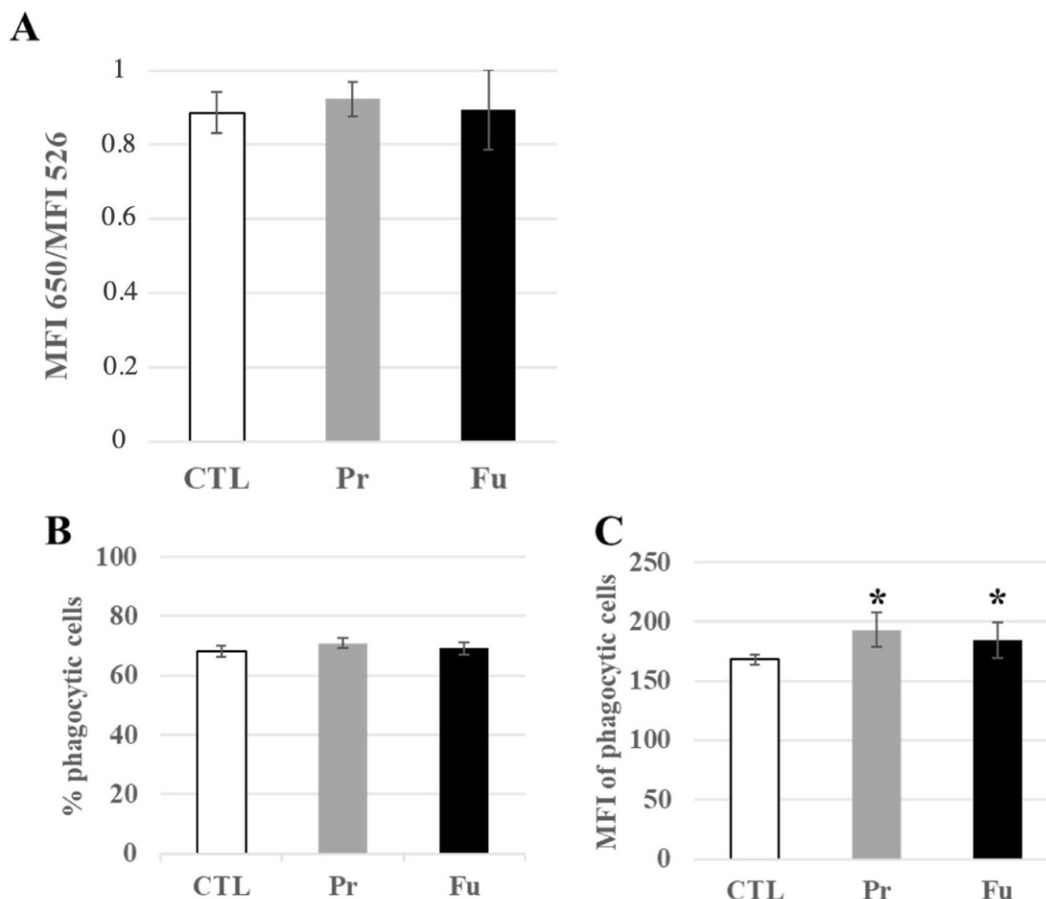 A
MFI 650/MFI 526
1
0.8
0.6
0.4
0.2
0
CTL Pr Fu
B
% phagocytic cells
100
80
60
40
20
0
CTL Pr Fu
C
MFI of phagocytic cells
250
200
150
100
50
0
* *
CTL Pr Fu